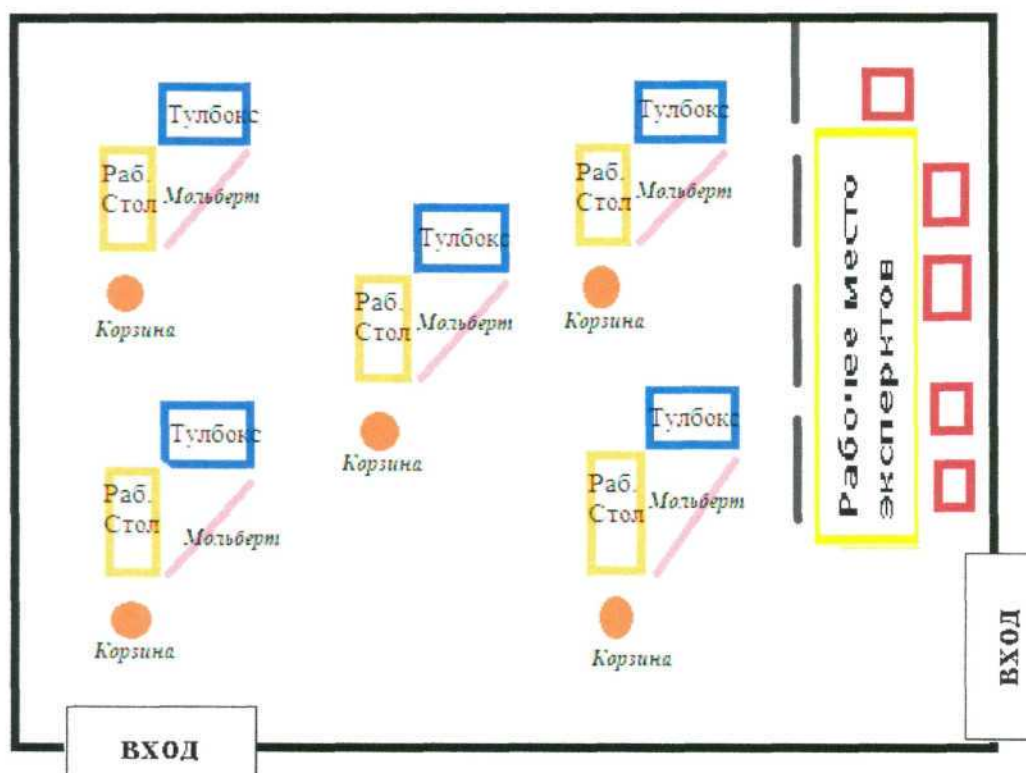 Тулбокс
Раб.
Стол
Мольберт
Корзина
Тулбокс
Раб.
Стол
Мольберт
Корзина
Тулбокс
Раб.
Стол
Мольберт
Корзина
Тулбокс
Раб.
Стол
Мольберт
Корзина
Тулбокс
Раб.
Стол
Мольберт
Корзина
Рабочее место
эксперктов
ВХОД
ВХОД